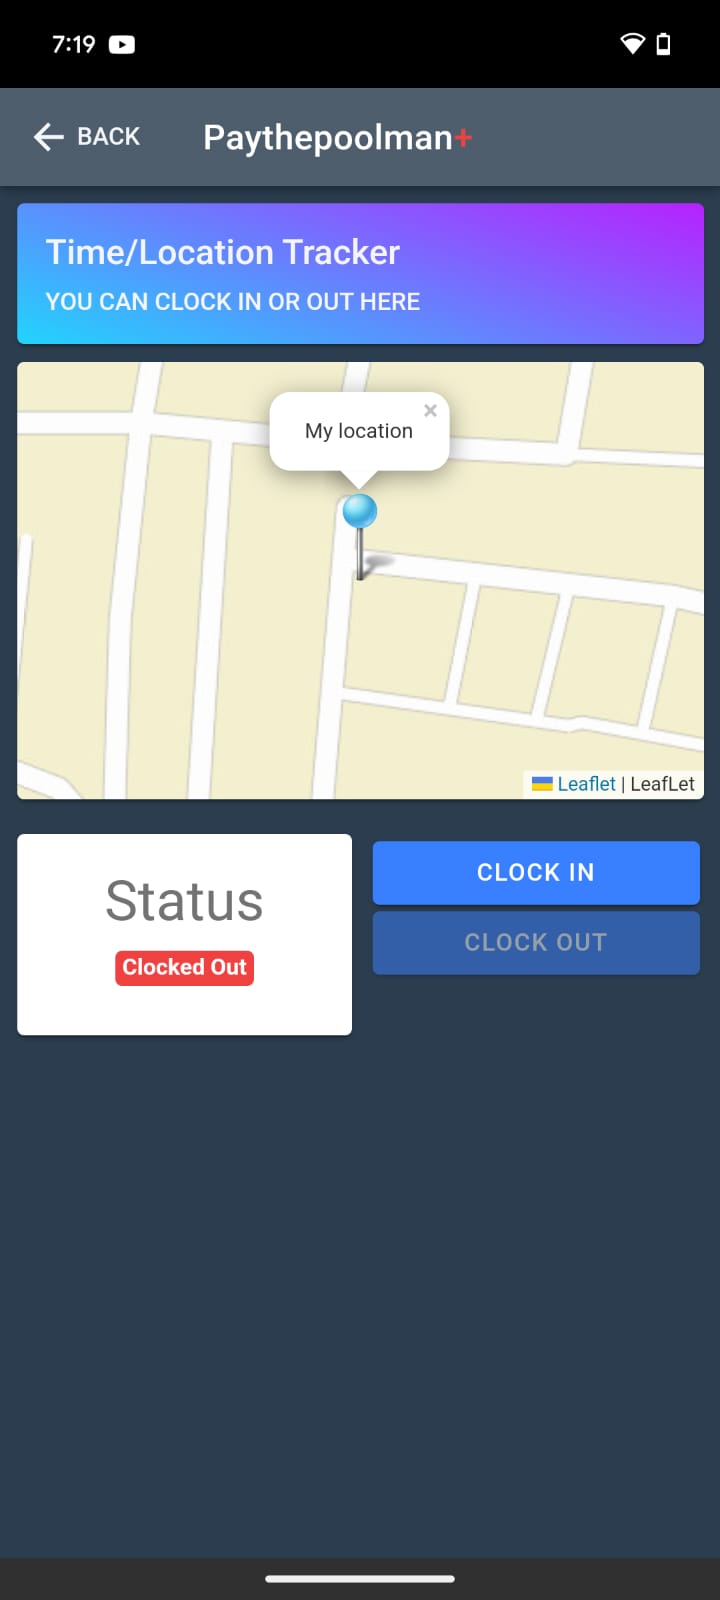 7:19
BACK
Paythepoolman+
Time/Location Tracker
YOU CAN CLOCK IN OR OUT HERE
My location
×
Leaflet | LeafLet
Status
Clocked Out
CLOCK IN
CLOCK OUT